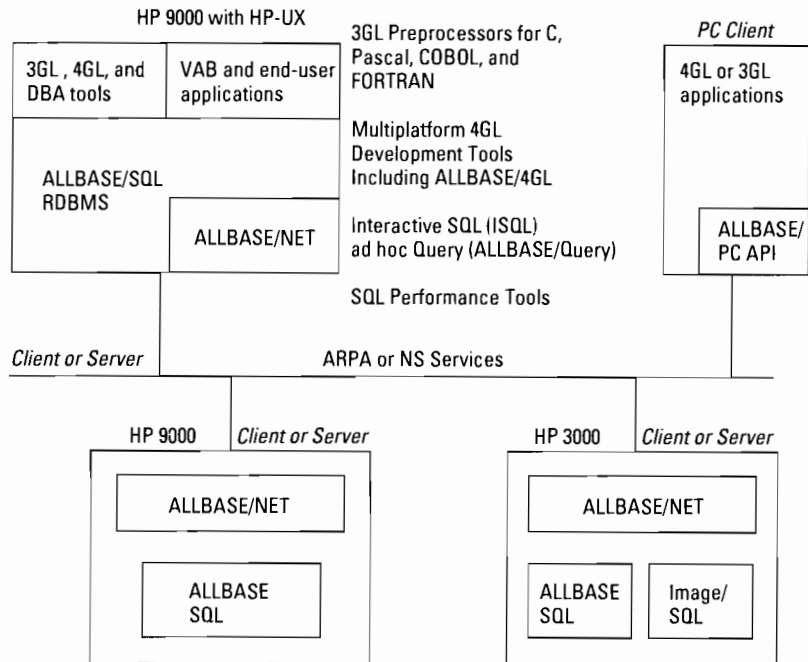 HP 9000 with HP-UX
3GL , 4GL, and
DBA tools
VAB and end-user
applications
ALLBASE/SQL
RDBMS
ALLBASE/NET
3GL Preprocessors for C,
Pascal, COBOL, and
FORTRAN
Multiplatform 4GL
Development Tools
Including ALLBASE/4GL
Interactive SQL (ISQL)
ad hoc Query (ALLBASE/Query)
SQL Performance Tools
PC Client
4GL or 3GL
applications
ALLBASE/
PC API
Client or Server
ARPA or NS Services
HP 9000
Client or Server
ALLBASE/NET
ALLBASE
SQL
HP 3000
Client or Server
ALLBASE/NET
ALLBASE
SQL
Image/
SQL